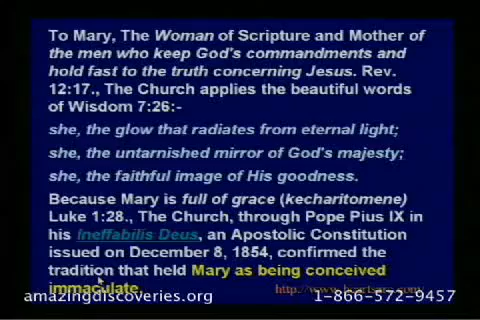 To Mary, The Woman of Scripture and Mother of
the men who keep God's commandments and
hold fast to the truth concerning Jesus. Rev.
12:17., The Church applies the beautiful words
of Wisdom 7:26:-
she, the glow that radiates from eternal light;
she, the untarnished mirror of God's majesty;
she, the faithful image of His goodness.
Because Mary is full of grace (kecharitomene)
Luke 1:28., The Church, through Pope Pius IX in
his Ineffabilis Deus, an Apostolic Constitution
issued on December 8, 1854, confirmed the
tradition that held Mary as being conceived
immaculate.
amazingdiscoveries.org 1-866-572-9457